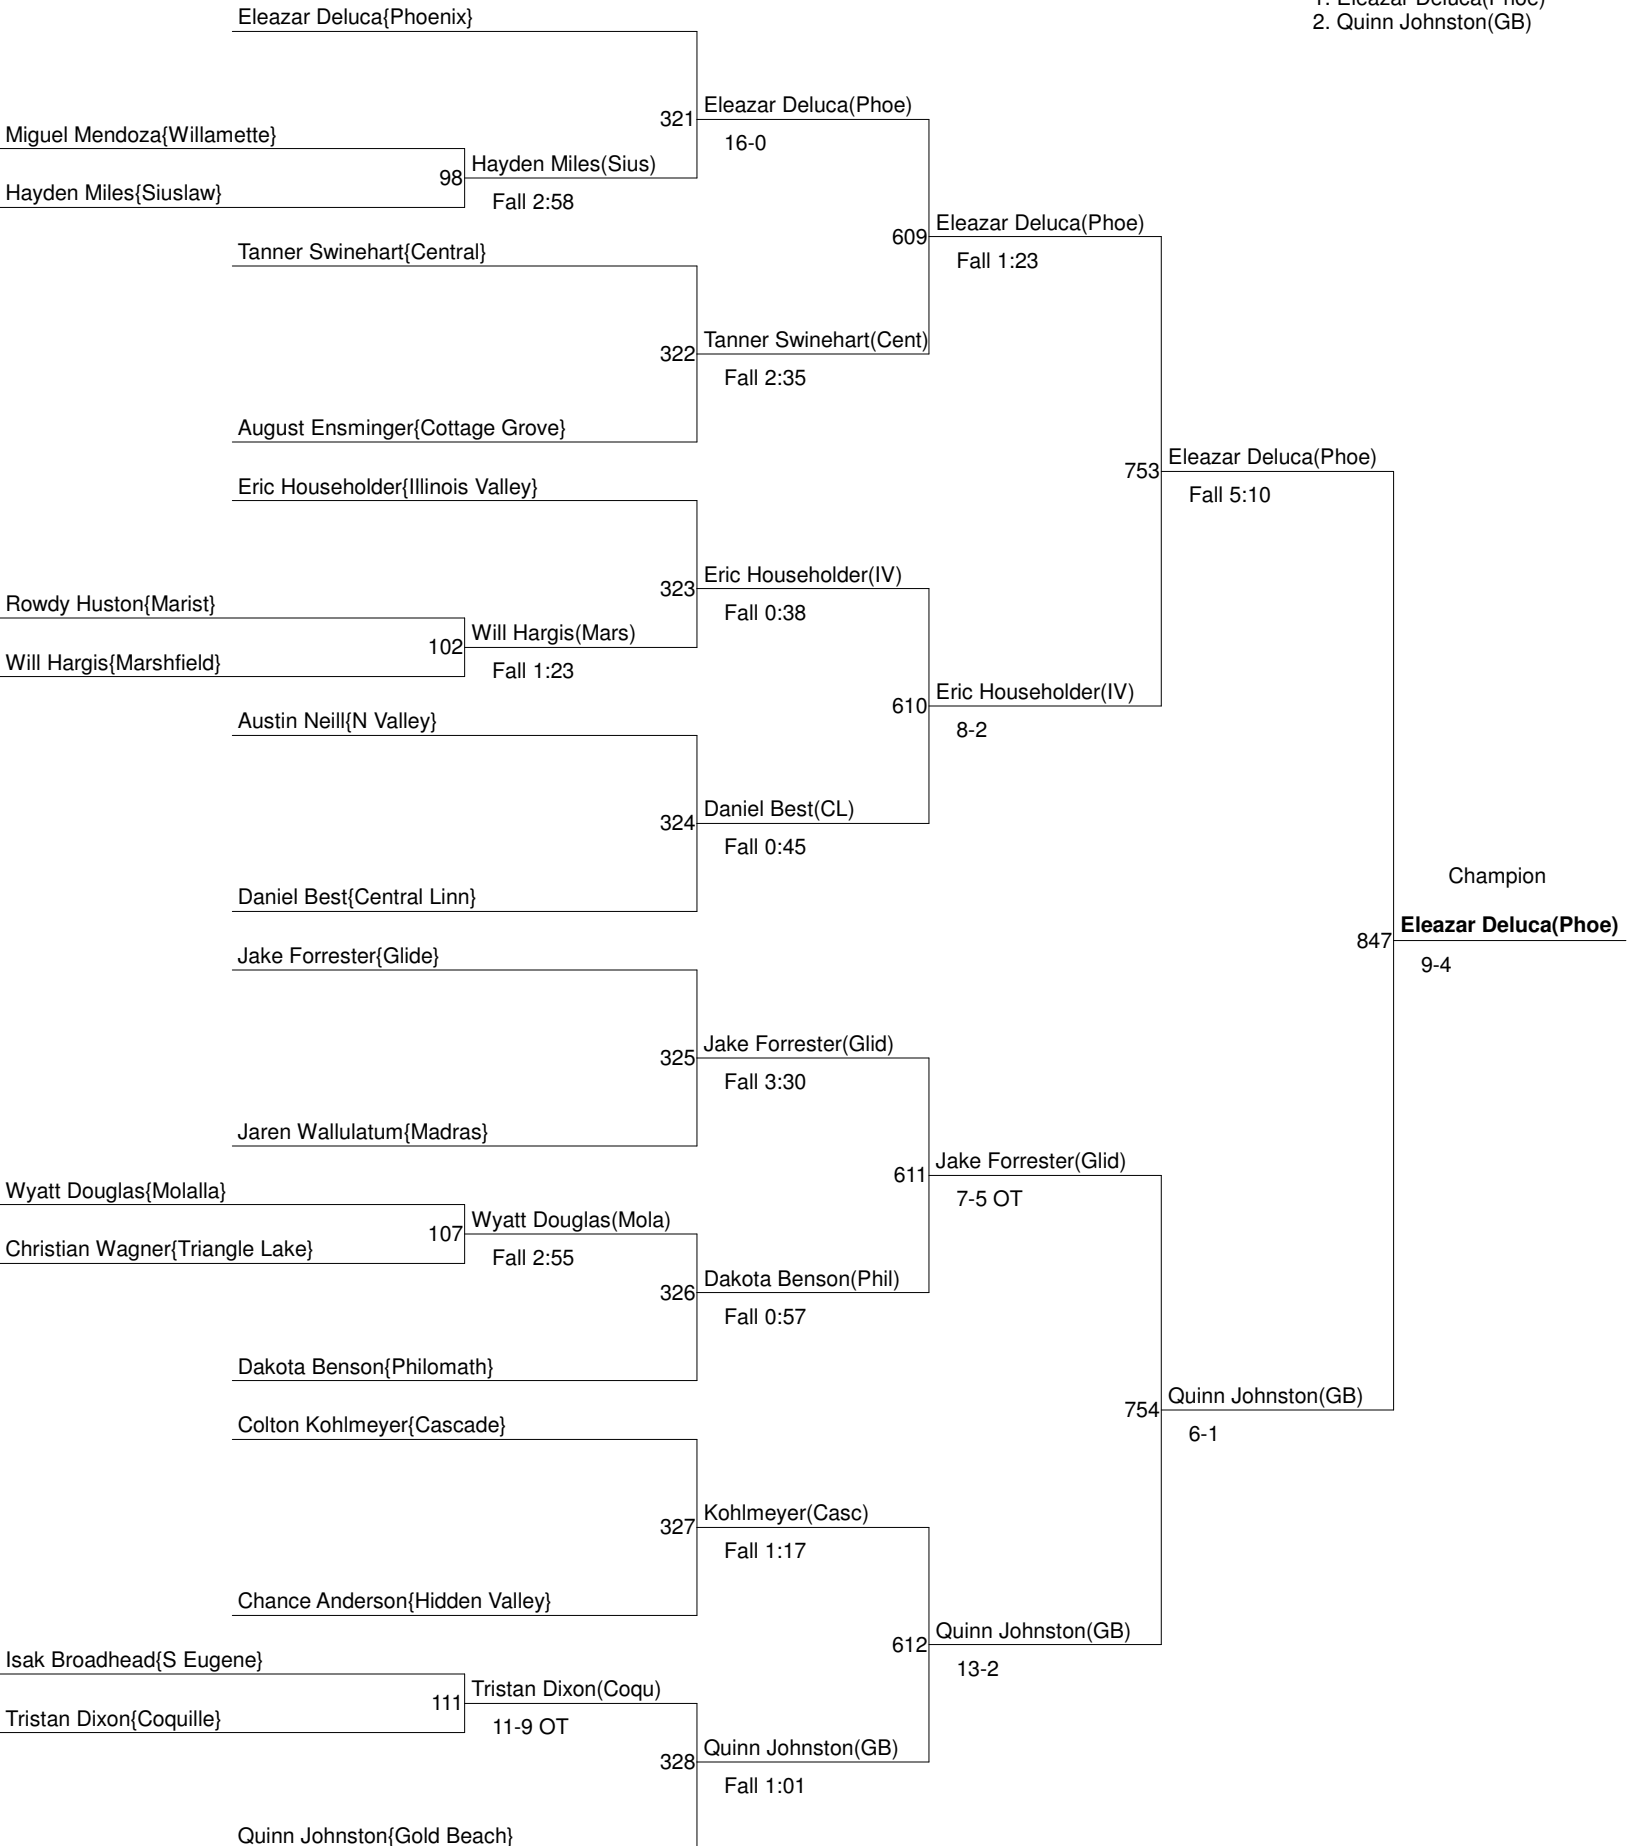 Eleazar Deluca{Phoenix}
1. Eleazar Deluca(Phoe)
2. Quinn Johnston(GB)
321
Eleazar Deluca(Phoe)
16-0
Miguel Mendoza{Willamette}
98
Hayden Miles(Sius)
Hayden Miles{Siuslaw}
Fall 2:58
609
Eleazar Deluca(Phoe)
Fall 1:23
Tanner Swinehart{Central}
322
Tanner Swinehart(Cent)
Fall 2:35
August Ensminger{Cottage Grove}
753
Eleazar Deluca(Phoe)
Fall 5:10
Eric Householder{Illinois Valley}
323
Eric Householder(IV)
Fall 0:38
Rowdy Huston{Marist}
102
Will Hargis(Mars)
Will Hargis{Marshfield}
Fall 1:23
610
Eric Householder(IV)
8-2
Austin Neill{N Valley}
324
Daniel Best(CL)
Fall 0:45
Daniel Best{Central Linn}
Champion
847
Eleazar Deluca(Phoe)
9-4
Jake Forrester{Glide}
325
Jake Forrester(Glid)
Fall 3:30
Jaren Wallulatum{Madras}
611
Jake Forrester(Glid)
7-5 OT
Wyatt Douglas{Molalla}
107
Wyatt Douglas(Mola)
Christian Wagner{Triangle Lake}
Fall 2:55
326
Dakota Benson(Phil)
Fall 0:57
Dakota Benson{Philomath}
754
Quinn Johnston(GB)
6-1
Colton Kohlmeyer{Cascade}
327
Kohlmeyer(Casc)
Fall 1:17
Chance Anderson{Hidden Valley}
612
Quinn Johnston(GB)
13-2
Isak Broadhead{S Eugene}
111
Tristan Dixon(Coqu)
Tristan Dixon{Coquille}
11-9 OT
328
Quinn Johnston(GB)
Fall 1:01
Quinn Johnston{Gold Beach}